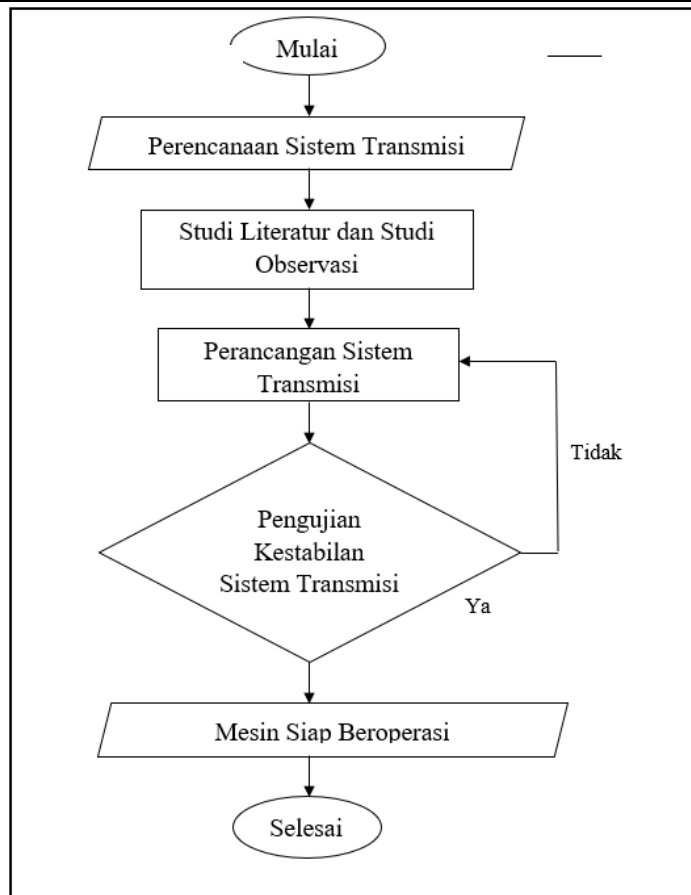 Mulai
Perencanaan Sistem Transmisi
Studi Literatur dan Studi
Observasi
Perancangan Sistem
Transmisi
Tidak
Pengujian
Kestabilan
Sistem Transmisi
Ya
Mesin Siap Beroperasi
Selesai